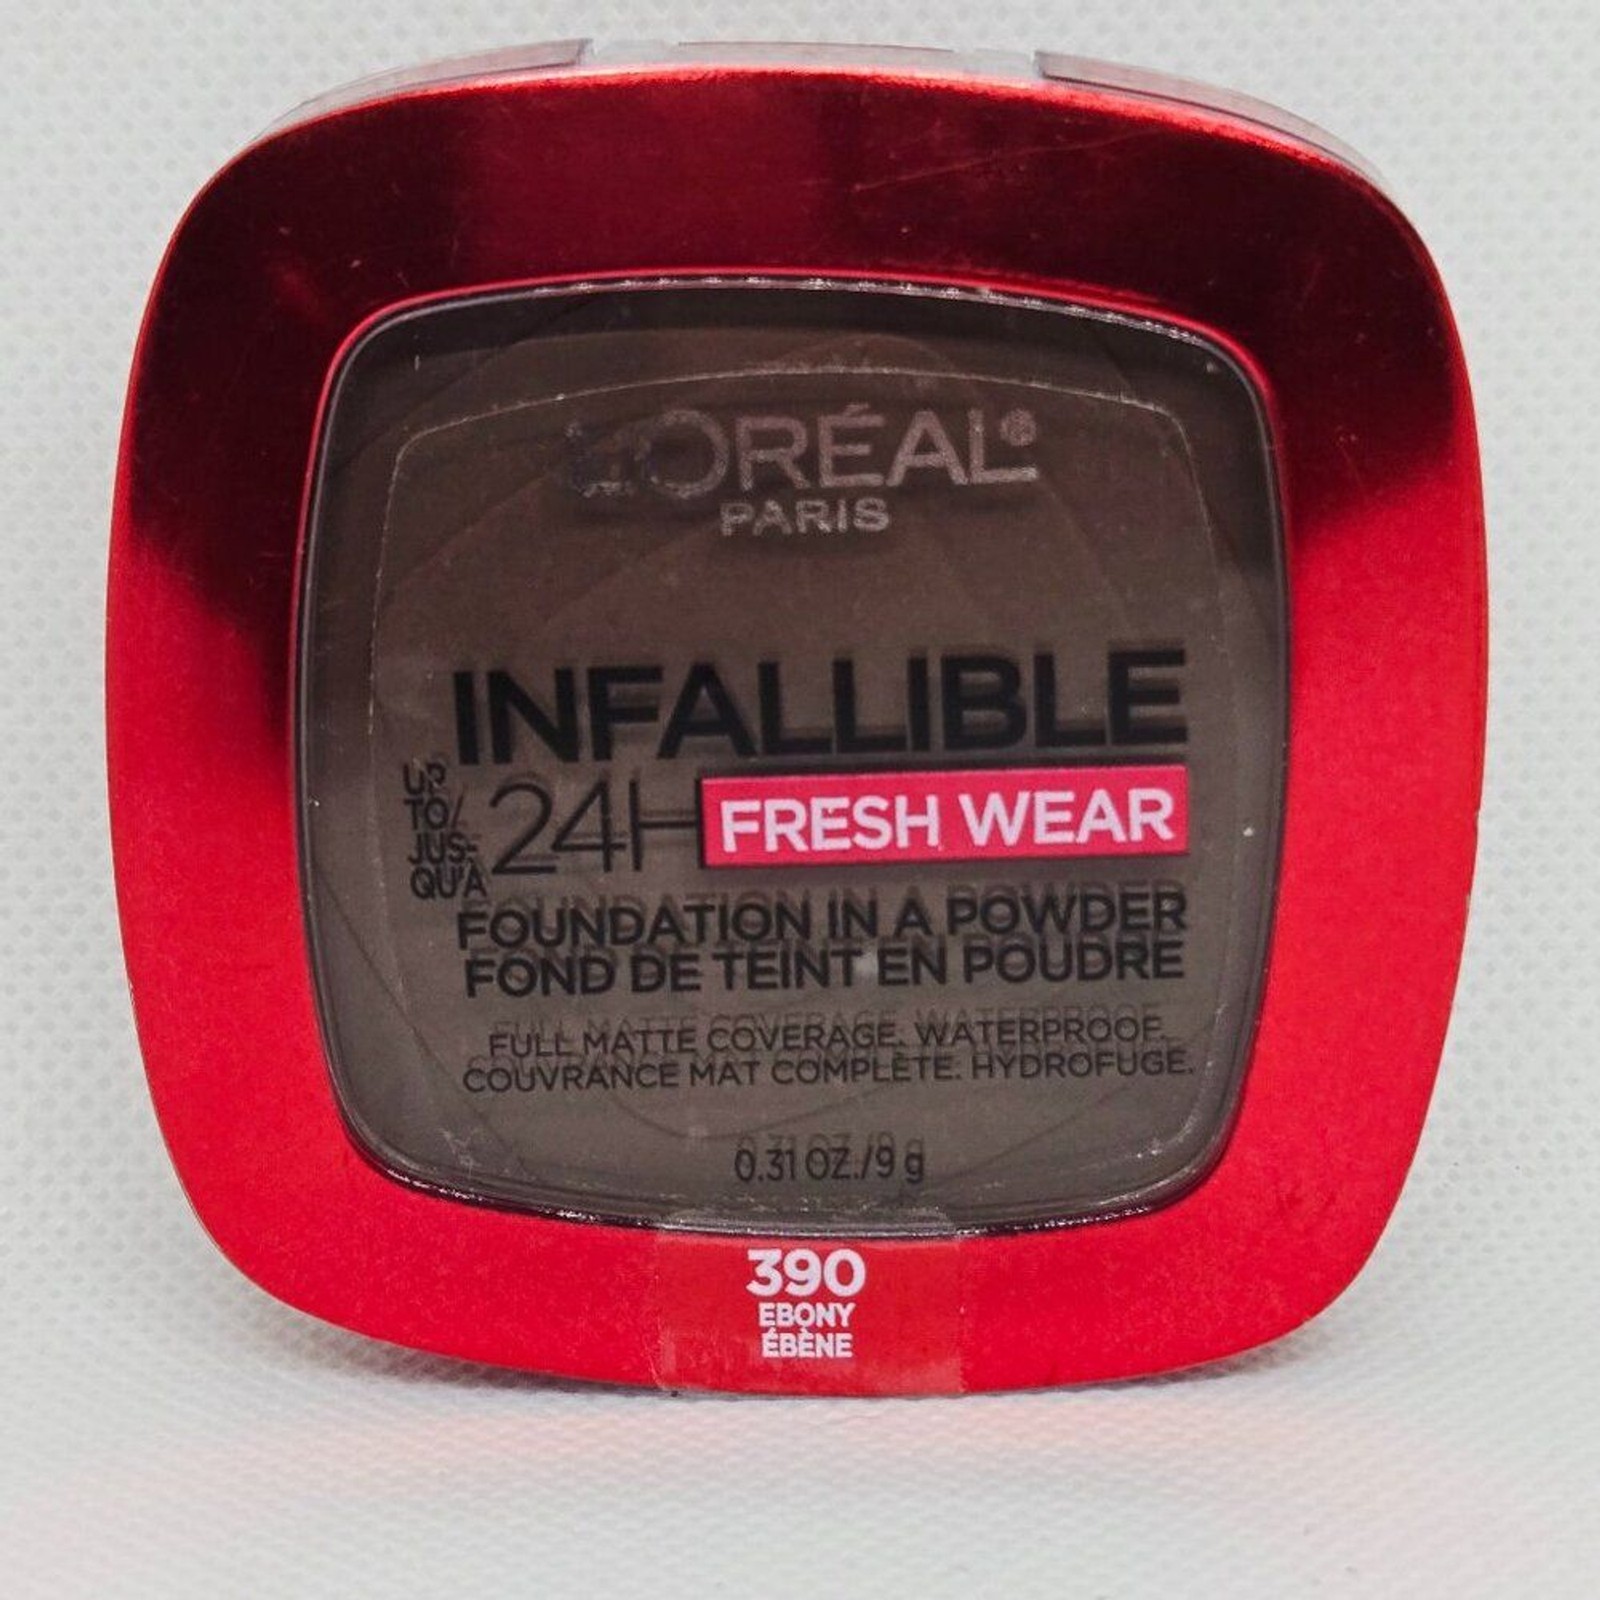 L'ORÉAL®
PARIS
INFALLIBLE
UP
TO/
JUS-
QU'À
24H FRESH WEAR
FOUNDATION IN A POWDER
FOND DE TEINT EN POUDRE
FULL MATTE COVERAGE. WATERPROOF.
COUVRANCE MAT COMPLÈTE. HYDROFUGE.
0.31 OZ./9 g
390
EBONY
ÉBÈNE